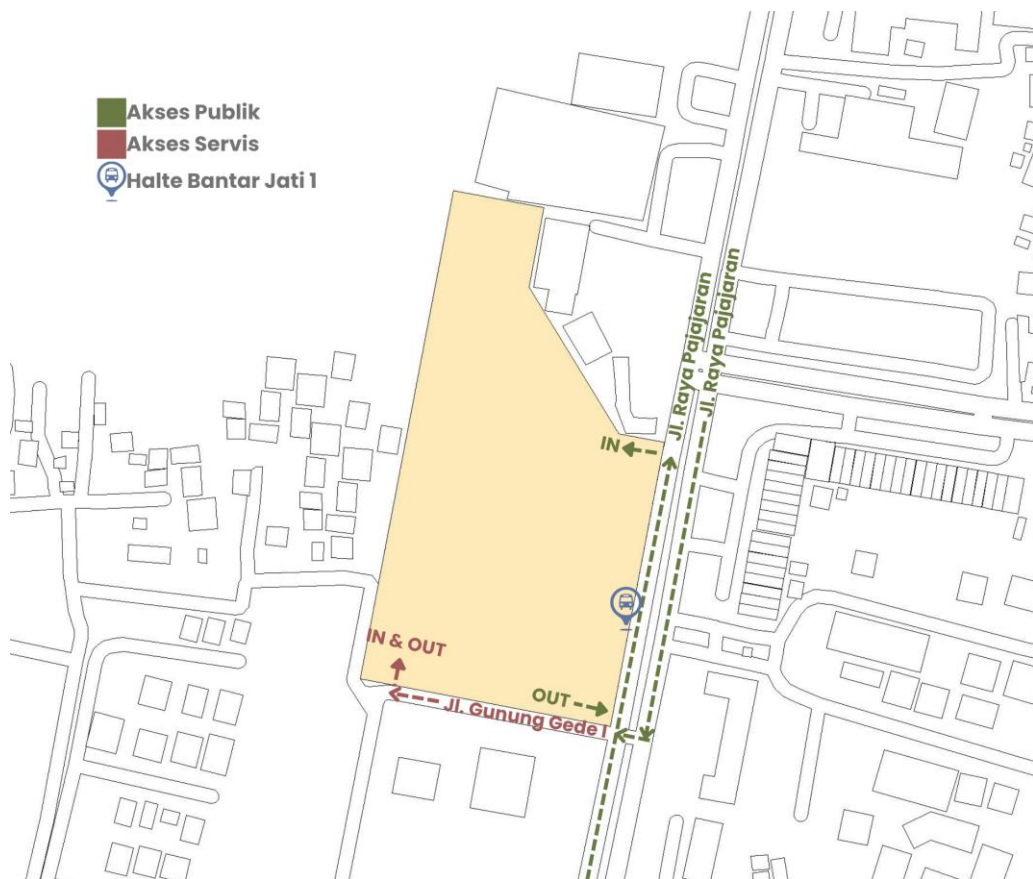 Akses Publik
Akses Servis
Halte Bantar Jati 1
Jl. Raya Pajajaran
Jl. Raya Pajajaran
IN
IN & OUT
OUT
Jl. Gunung Gede I